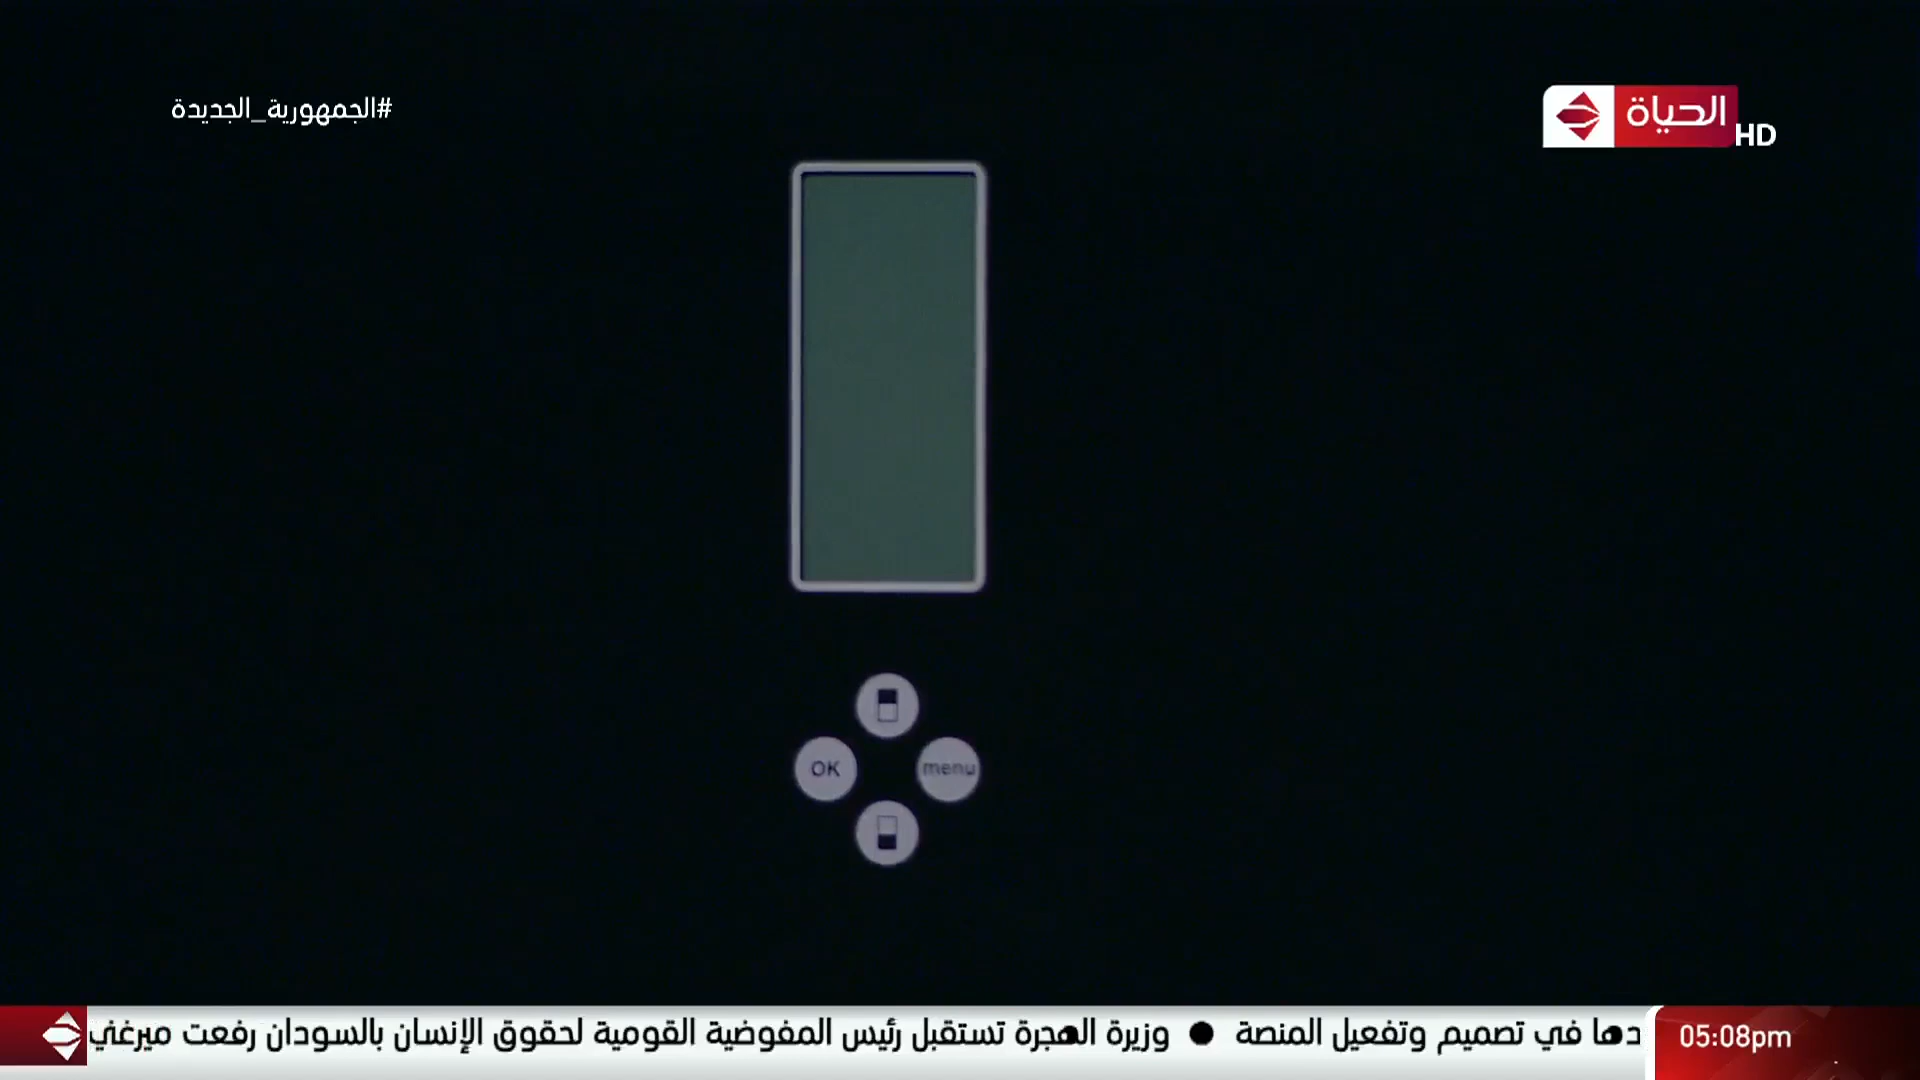 #الجمهورية_الجديدة
الحياة
HD
OK
menu
دها في تصميم وتفعيل المنصة ● وزيرة الهجرة تستقبل رئيس المفوضية القومية لحقوق الإنسان بالسودان رفعت ميرغني
05:08pm